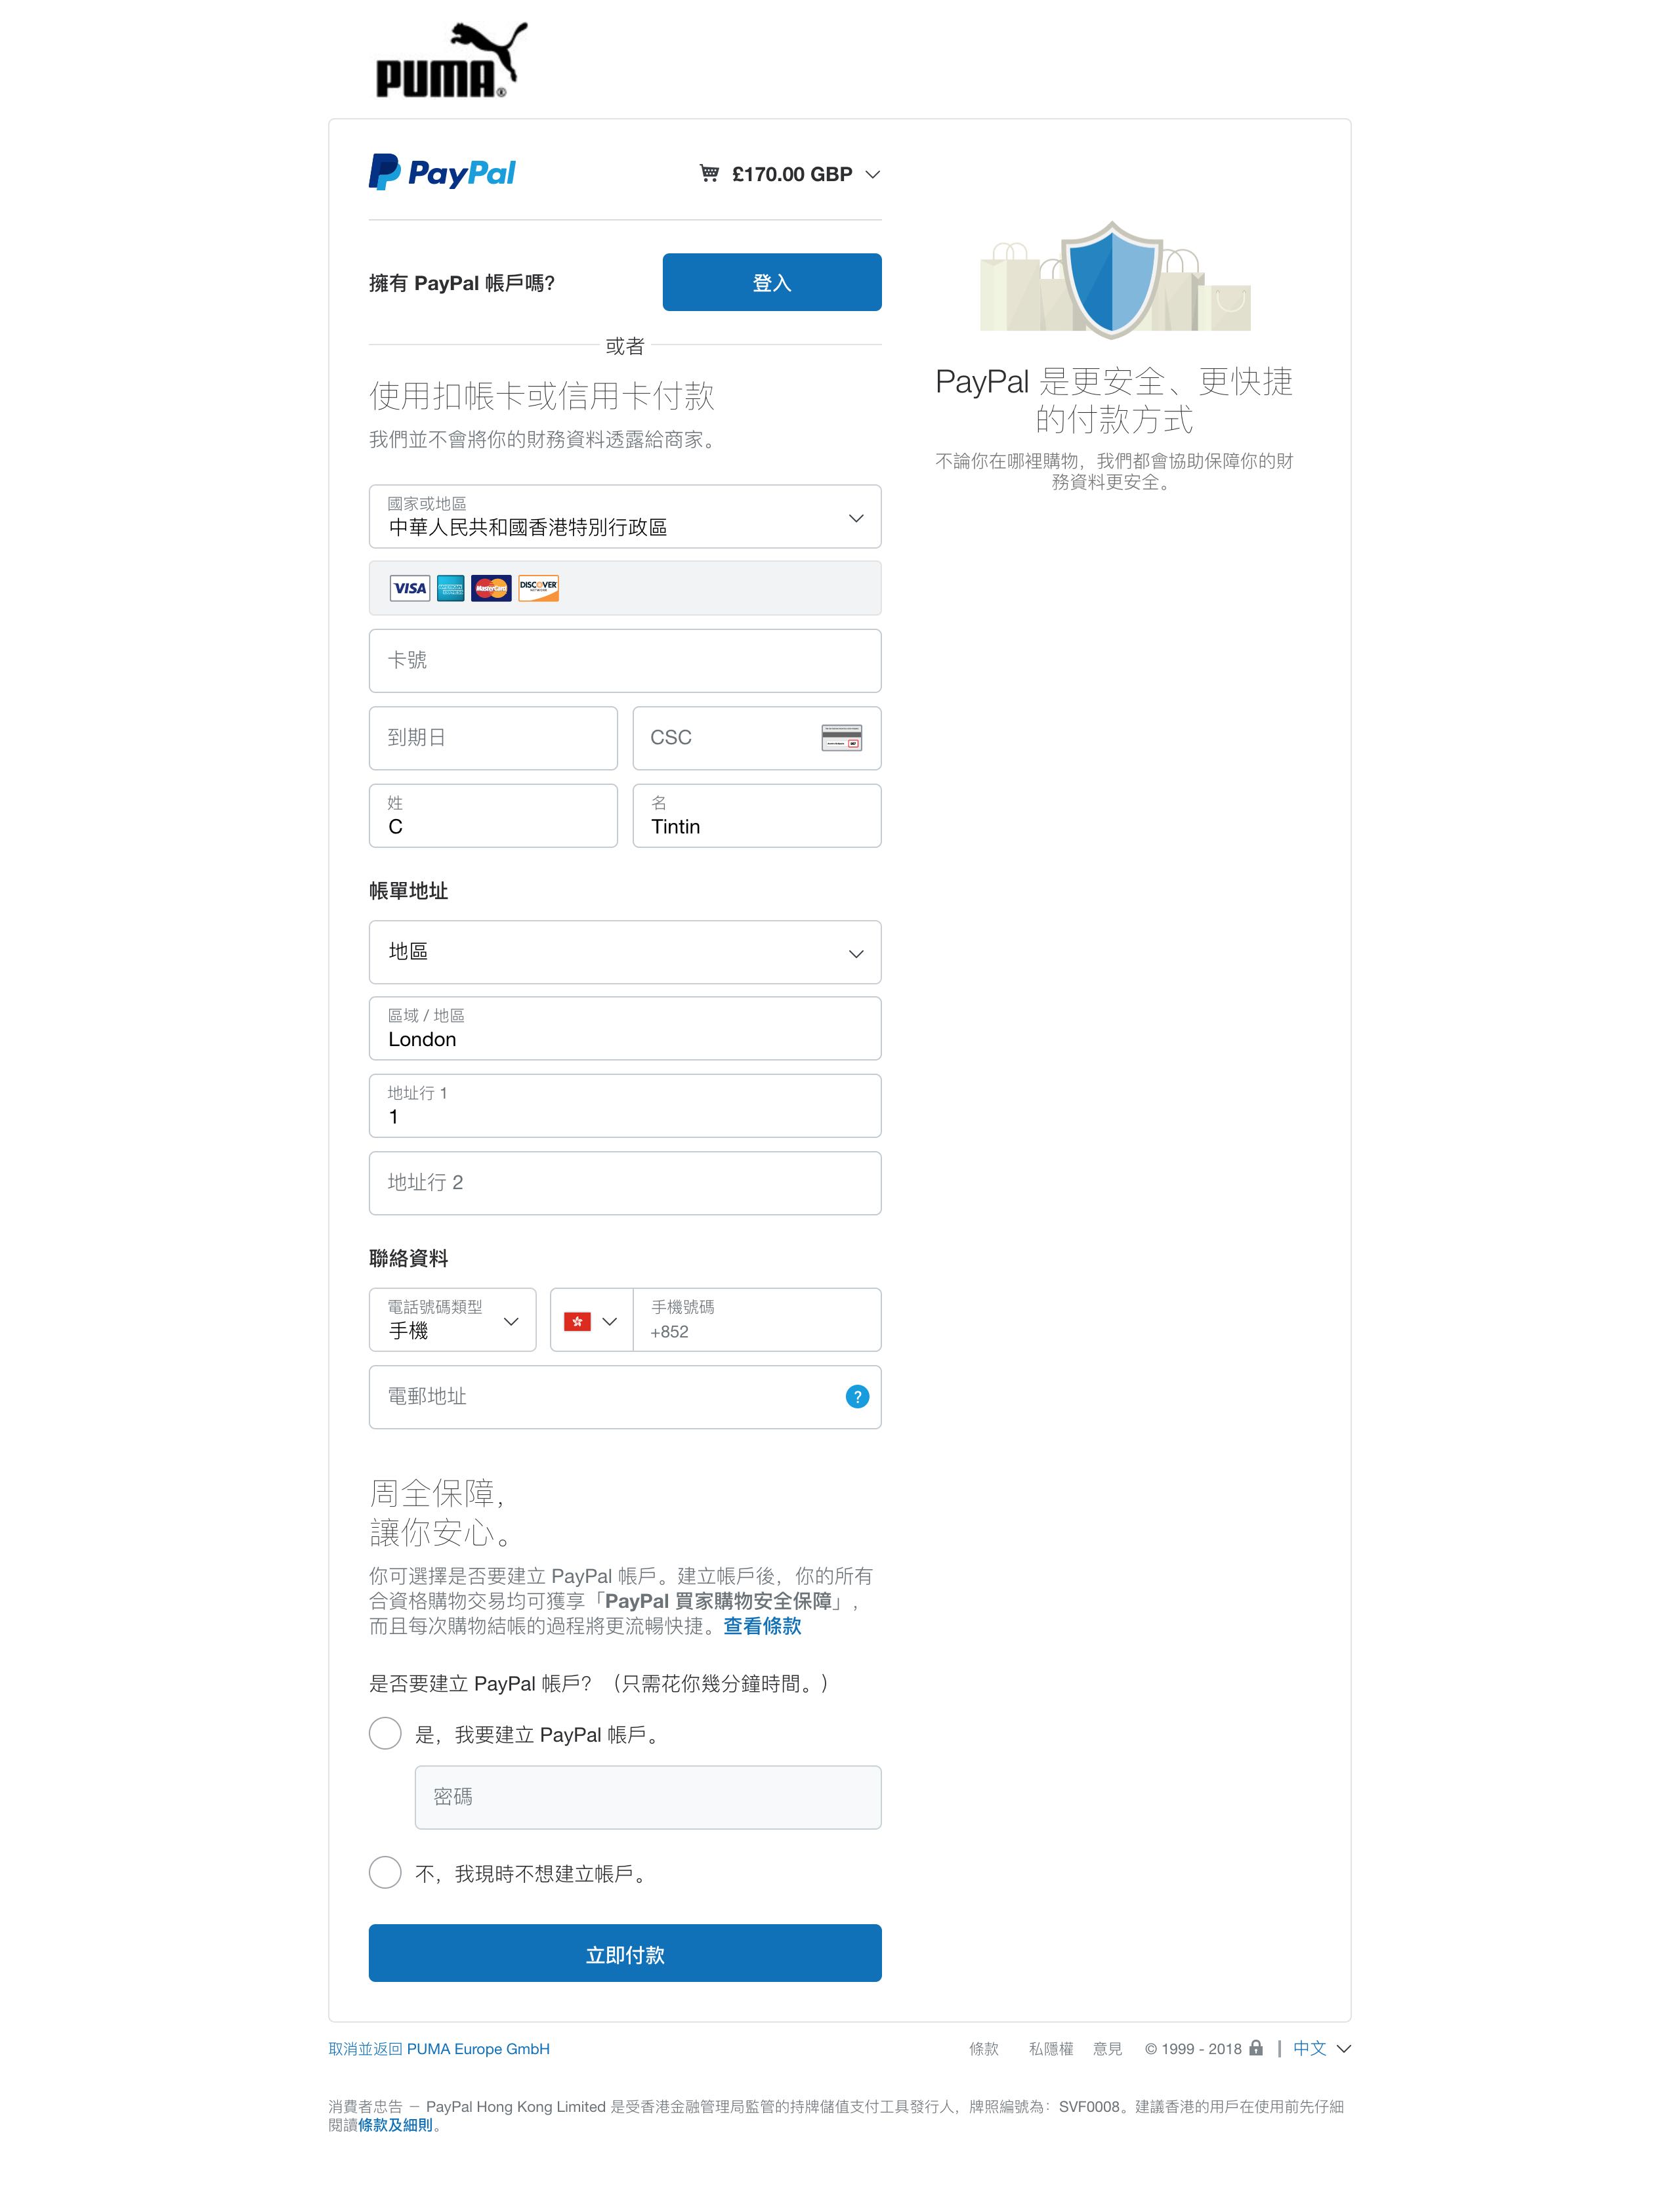 PUMA®
PayPal
£170.00 GBP
擁有 PayPal 帳戶嗎?
登入
或者
使用扣帳卡或信用卡付款
我們並不會將你的財務資料透露給商家。
PayPal 是更安全、更快捷
的付款方式
不論你在哪裡購物，我們都會協助保障你的財
務資料更安全。
國家或地區
中華人民共和國香港特別行政區
VISA
MasterCard
DISCOVER
卡號
到期日
CSC
姓
C
名
Tintin
帳單地址
地區
區域 / 地區
London
地址行 1
1
地址行 2
聯絡資料
電話號碼類型
手機
手機號碼
+852
電郵地址
?
周全保障，
讓你安心。
你可選擇是否要建立 PayPal 帳戶。建立帳戶後，你的所有
合資格購物交易均可獲享「PayPal 買家購物安全保障」，
而且每次購物結帳的過程將更流暢快捷。查看條款
是否要建立 PayPal 帳戶？（只需花你幾分鐘時間。）
是，我要建立 PayPal 帳戶。
密碼
不，我現時不想建立帳戶。
立即付款
取消並返回 PUMA Europe GmbH
條款 私隱權 意見 © 1999 - 2018 | 中文
消費者忠告 － PayPal Hong Kong Limited 是受香港金融管理局監管的持牌儲值支付工具發行人，牌照編號為：SVF0008。建議香港的用戶在使用前先仔細
閱讀條款及細則。